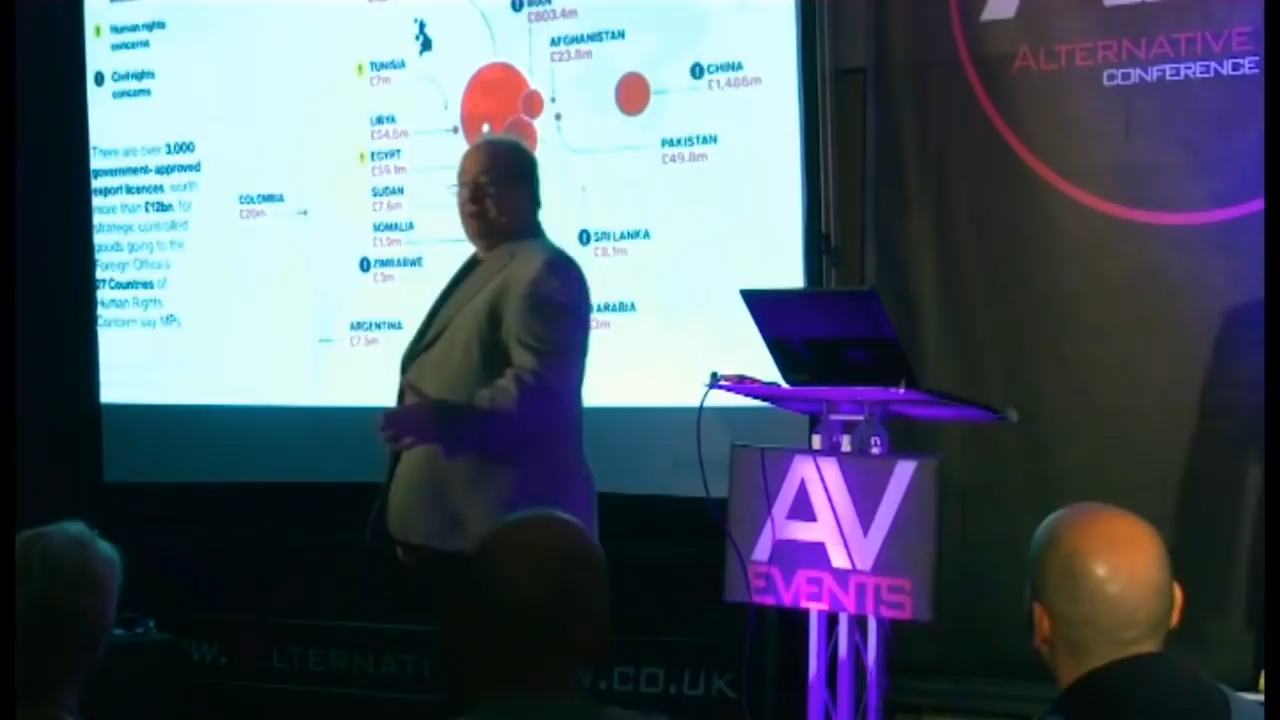 Human rights
concerns
Civil rights
concerns
There are over 3,000
government-approved
export licences, worth
more than £12bn, for
strategic controlled
goods going to the
Foreign Office's
27 Countries of
Human Rights
Concern say MPs
£803.4m
AFGHANISTAN
£23.8m
CHINA
£1,486m
TUNISIA
£7m
LIBYA
£54.6m
PAKISTAN
£49.8m
EGYPT
£59.1m
COLOMBIA
£20m
SUDAN
£7.6m
SOMALIA
£1.9m
SRI LANKA
£8.1m
ZIMBABWE
£3m
ARABIA
ARGENTINA
£7.5m
ALTERNATIVE
CONFERENCE
AV
EVENTS
W. LTERNATI W.CO.UK